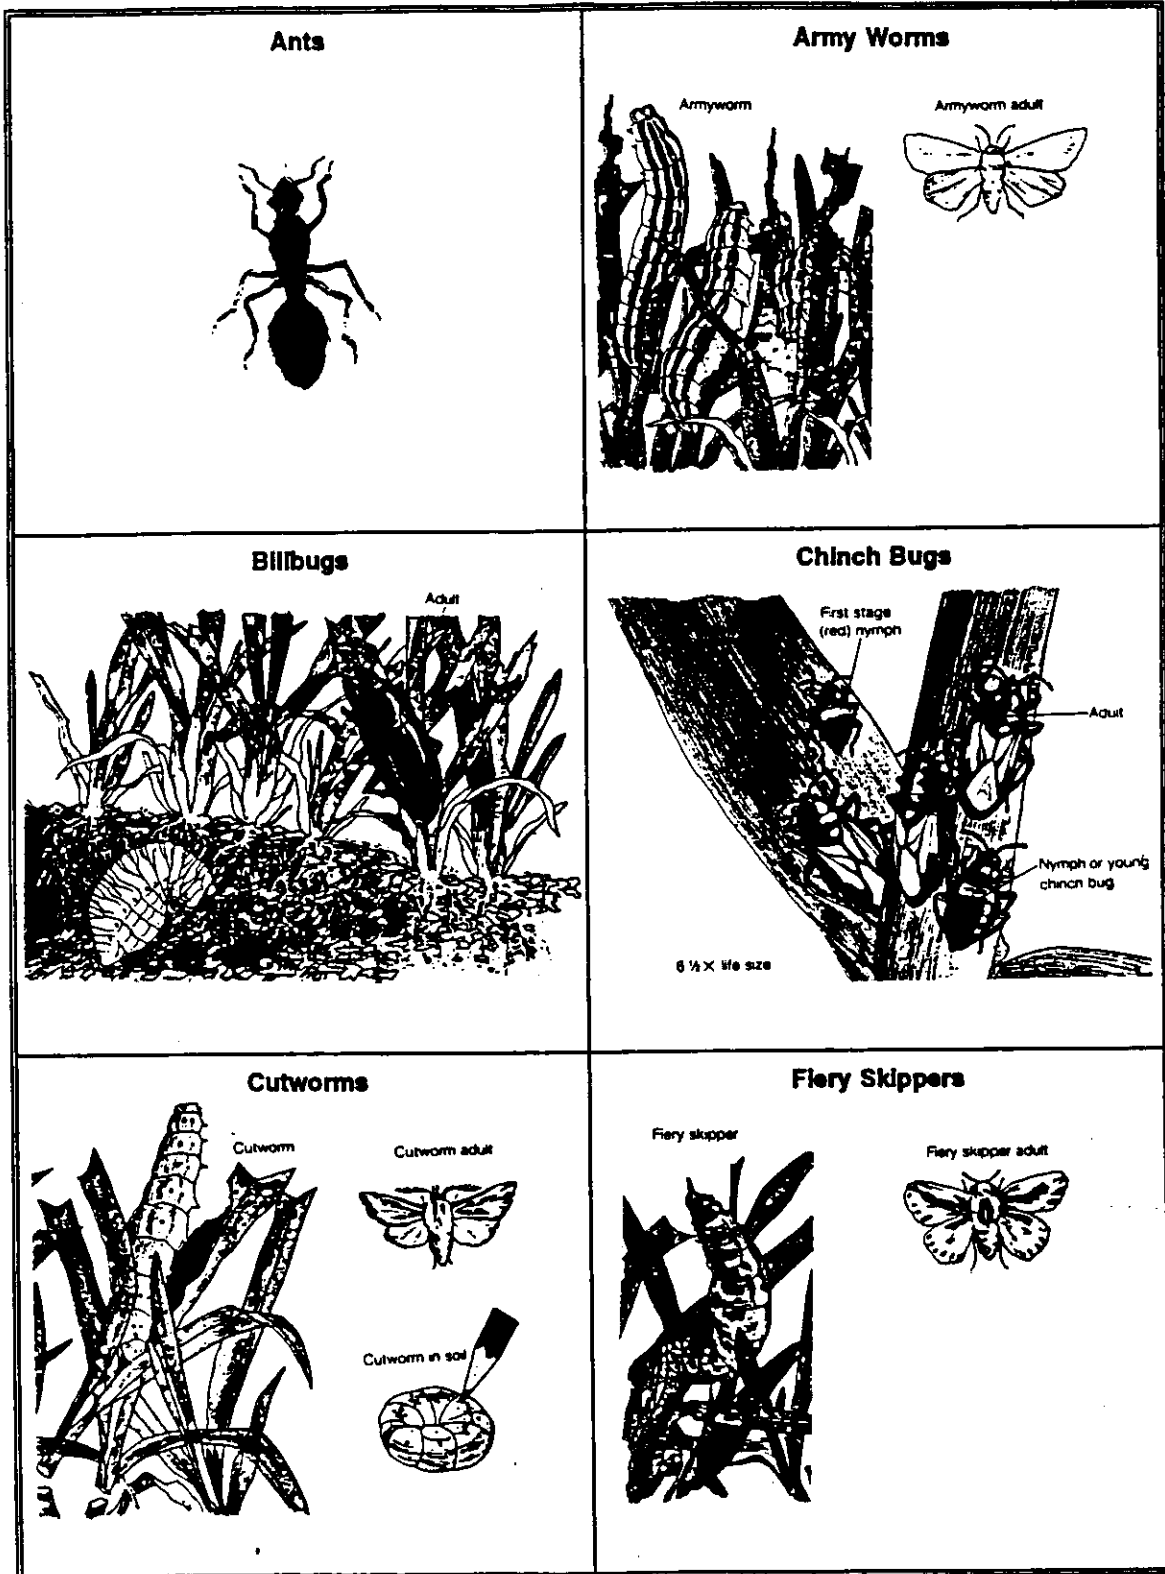 Ants
Army Worms
Armyworm
Armyworm adult
Billbugs
Adult
Chinch Bugs
First stage
(red) nymph
Adult
Nymph or young
chinch bug
6 ½ × life size
Cutworms
Cutworm
Cutworm adult
Cutworm in soil
Fiery Skippers
Fiery skipper
Fiery skipper adult